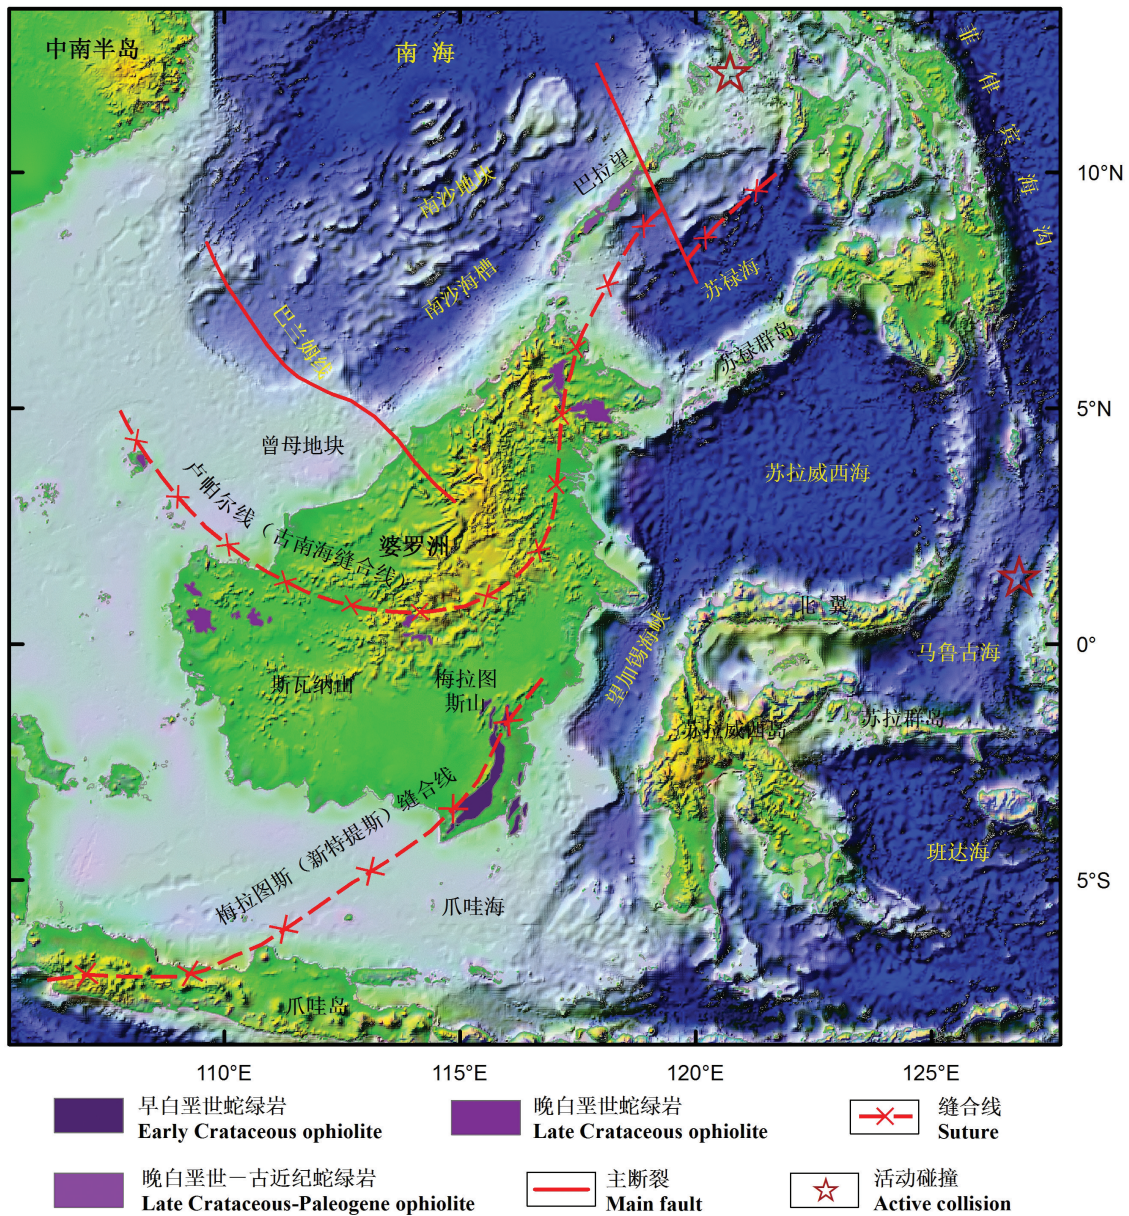 中南半岛
南 海
菲律宾海沟
巴拉望
10°N
南沙地块
南沙海槽
苏禄海
巴兰姆线
苏禄群岛
5°N
曾母地块
苏拉威西海
卢帕尔线（古南海缝合线）
婆罗洲
北 翼
望加锡海峡
0°
马鲁古海
斯瓦纳山
梅拉图
斯山
苏拉群岛
苏拉威西岛
梅拉图斯（新特提斯）缝合线
班达海
5°S
爪哇海
爪哇岛
110°E
115°E
120°E
125°E
早白垩世蛇绿岩
Early Crataceous ophiolite
晚白垩世蛇绿岩
Late Crataceous ophiolite
缝合线
Suture
晚白垩世－古近纪蛇绿岩
Late Crataceous-Paleogene ophiolite
主断裂
Main fault
活动碰撞
Active collision